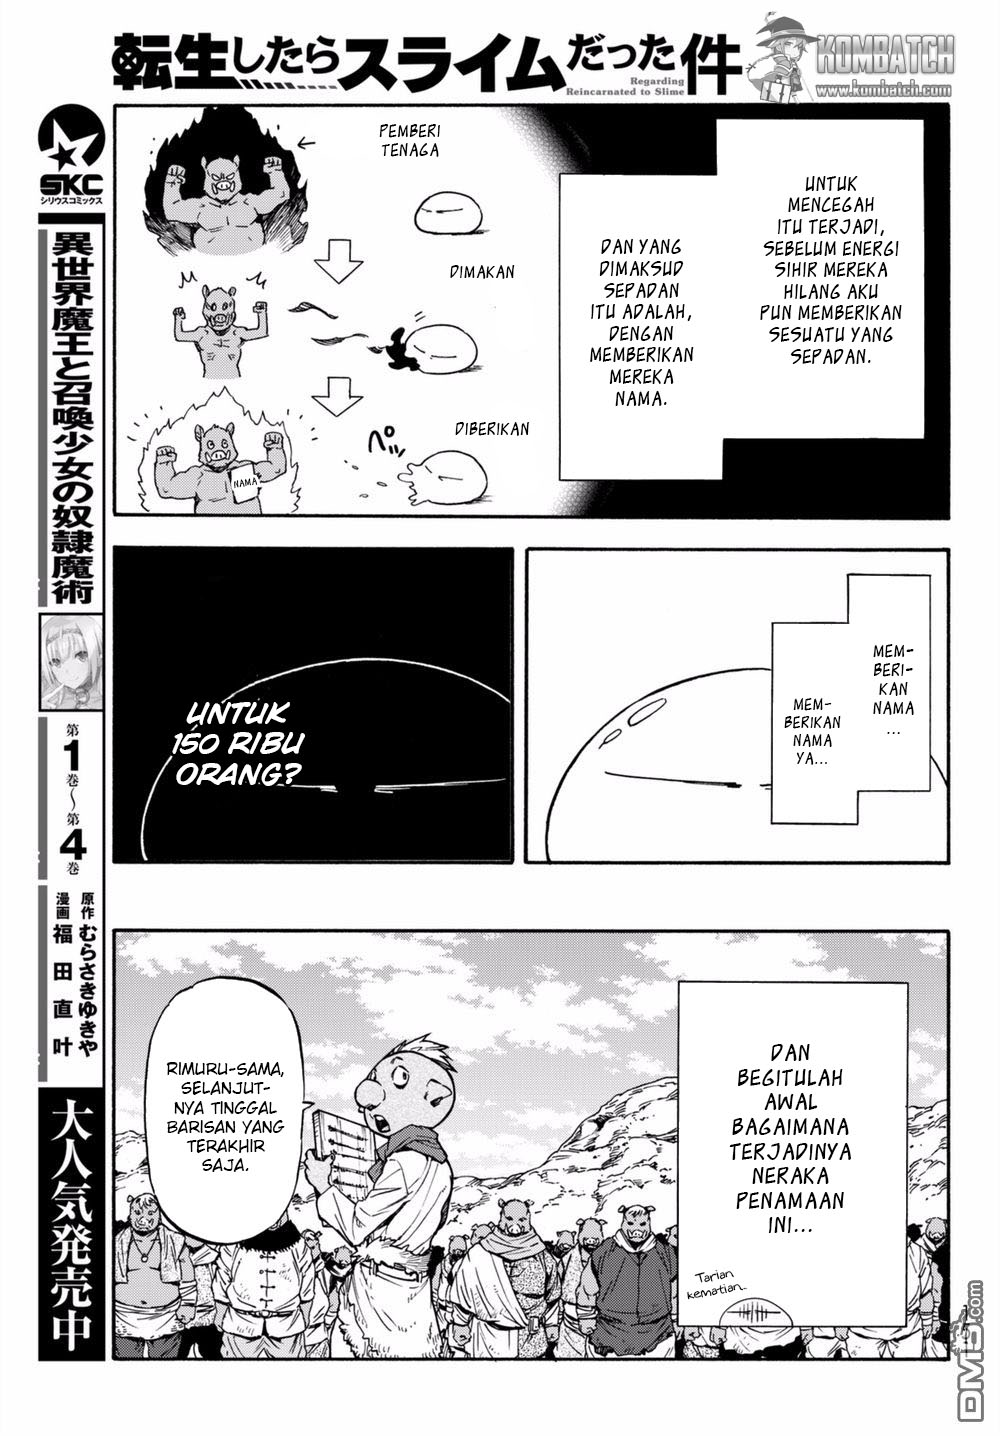 転生したらスライムだった件
Regarding
Reincarnated to Slime
KOMBATCH
www.kombatch.com
SKC
シリウスコミックス
異世界魔王と召喚少女の奴隷魔術
第1巻～第4巻
原作 むらさきゆきや
漫画 福田直叶
大人気発売中
UNTUK
MENCEGAH
ITU TERJADI,
SEBELUM ENERGI
SIHIR MEREKA
HILANG AKU
PUN MEMBERIKAN
SESUATU YANG
SEPADAN.
DAN YANG
DIMAKSUD
SEPADAN
ITU ADALAH,
DENGAN
MEMBERIKAN
MEREKA
NAMA.
PEMBERI
TENAGA
DIMAKAN
DIBERIKAN
ペッ
NAMA
MEM-
BERI-
KAN
NAMA
...
MEM-
BERIKAN
NAMA
YA...
UNTUK
150 RIBU
ORANG?
DAN
BEGITULAH
AWAL
BAGAIMANA
TERJADINYA
NERAKA
PENAMAAN
INI...
RIMURU-SAMA,
SELANJUT-
NYA TINGGAL
BARISAN YANG
TERAKHIR
SAJA.
Tarian
kematian...
DM5.com